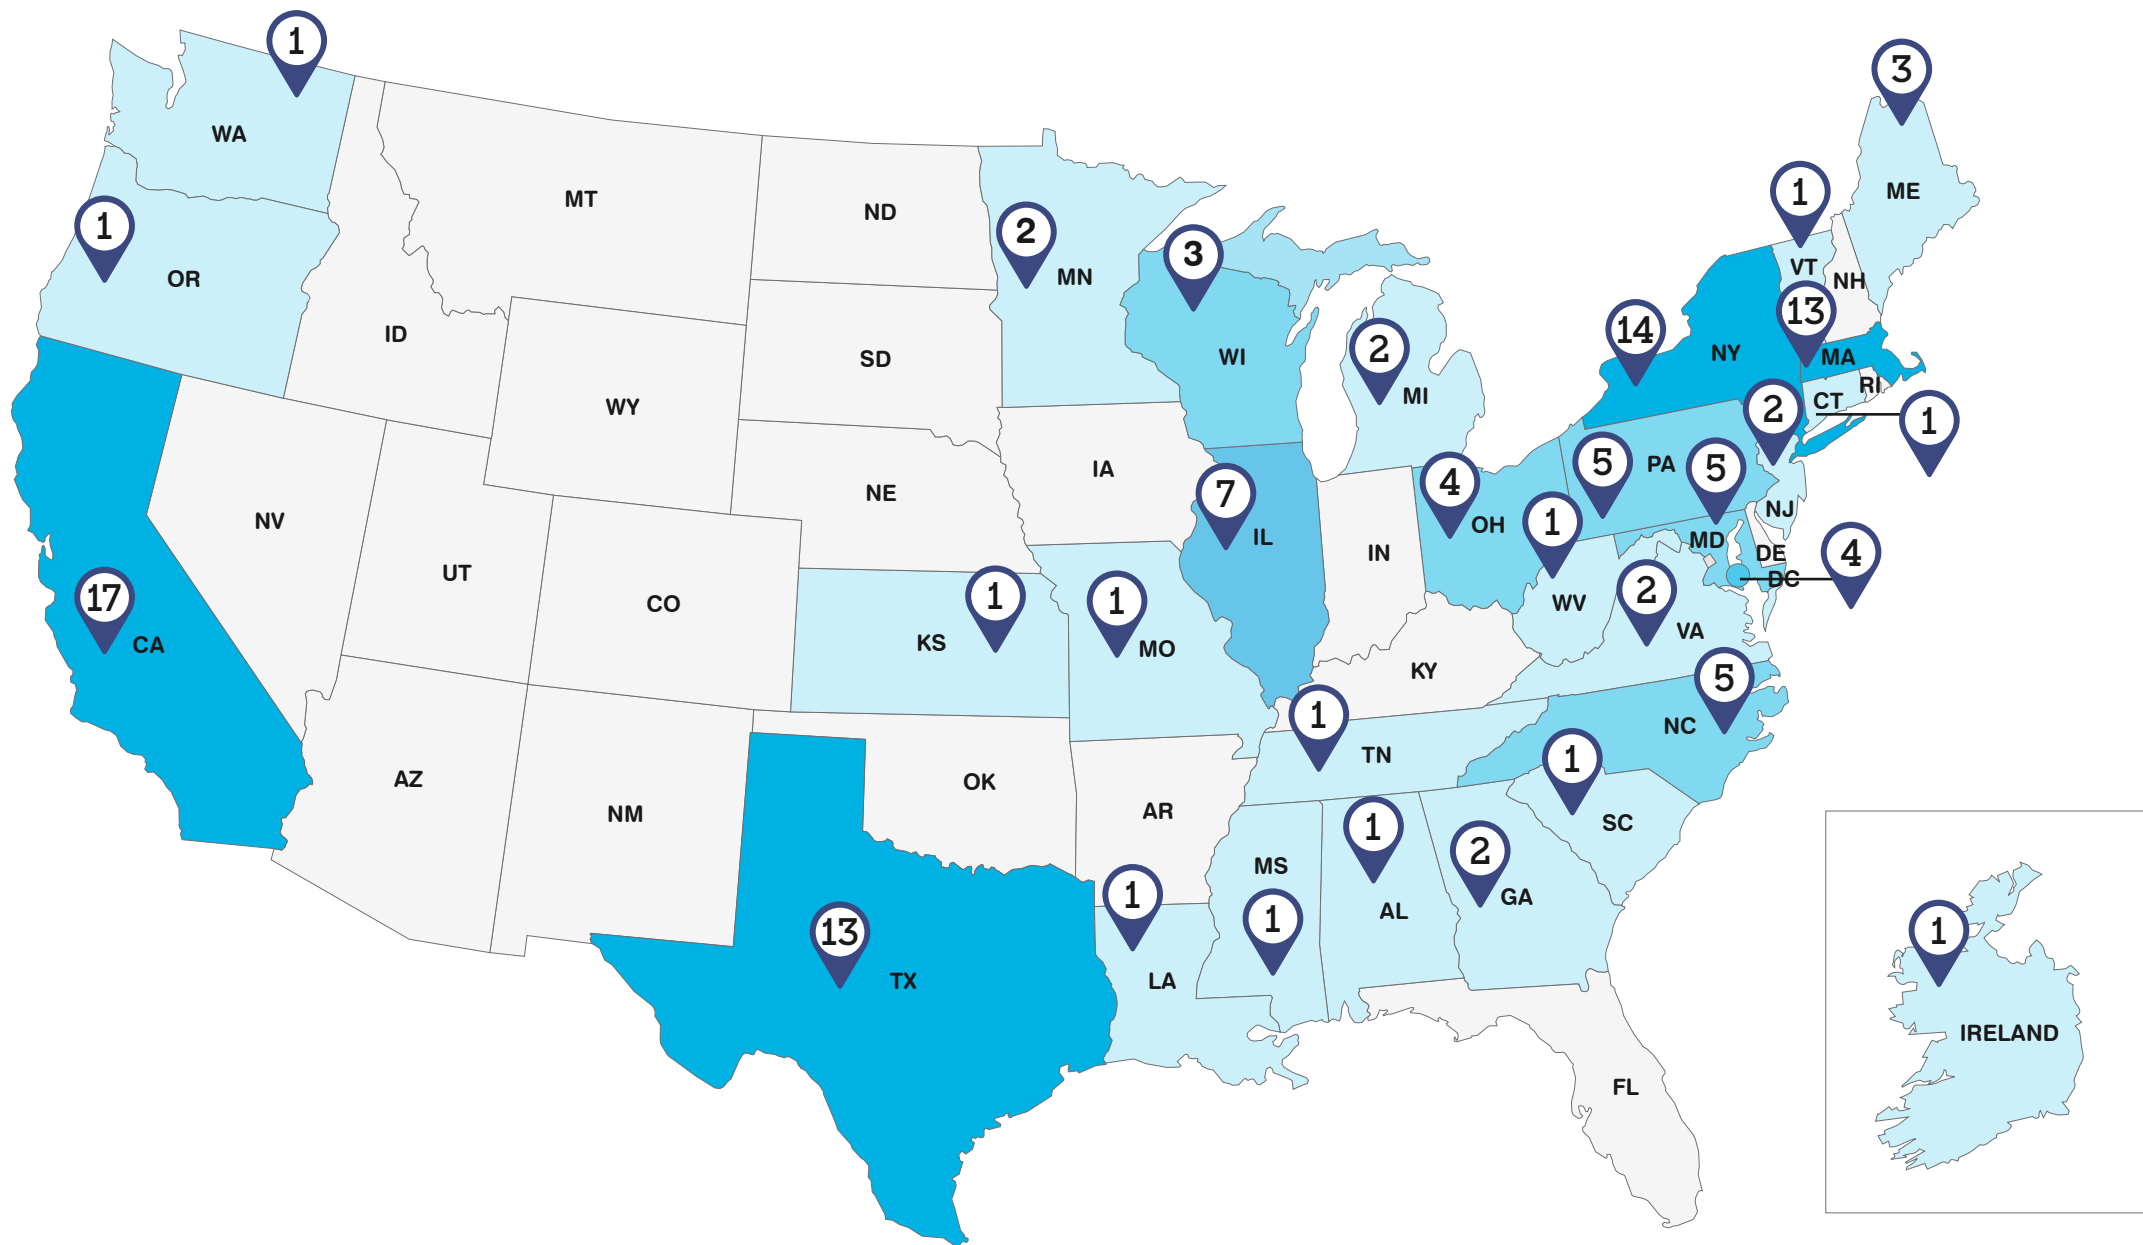 1
3
WA
1
ME
MT
ND
1
2
3
VT
NH
OR
MN
13
14
ID
2
NY
MA
SD
WI
RI
MI
CT
WY
2
1
IA
5
PA
5
4
NE
7
NV
OH
1
NJ
IL
MD
IN
DE
4
UT
DC
17
CO
1
1
2
WV
CA
KS
MO
VA
KY
5
1
NC
TN
1
AZ
OK
NM
AR
1
SC
2
MS
1
GA
AL
13
1
1
TX
LA
IRELAND
FL